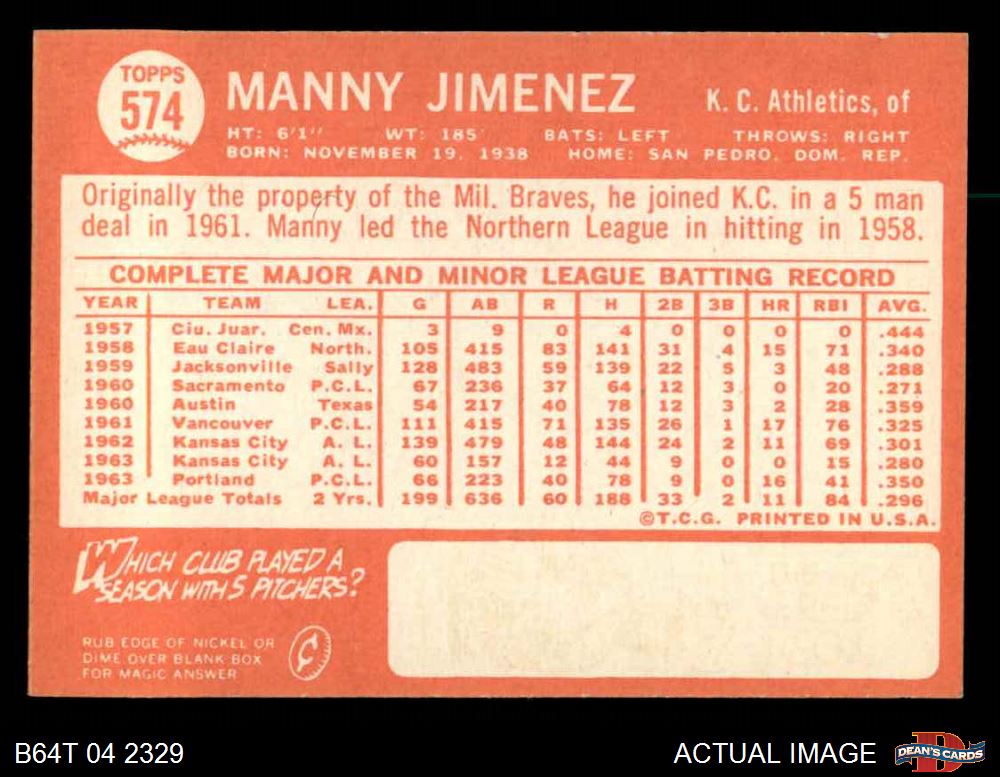 TOPPS
574
MANNY JIMENEZ
K. C. Athletics, of
HT: 6'1" WT: 185 BATS: LEFT THROWS: RIGHT
BORN: NOVEMBER 19, 1938 HOME: SAN PEDRO, DOM. REP.
Originally the property of the Mil. Braves, he joined K.C. in a 5 man
deal in 1961. Manny led the Northern League in hitting in 1958.
COMPLETE MAJOR AND MINOR LEAGUE BATTING RECORD
YEAR TEAM LEA. G AB R H 2B 3B HR RBI AVG.
1957 Ciu. Juar. Cen. Mx. 3 9 0 4 0 0 0 0 .444
1958 Eau Claire North. 105 415 83 141 31 4 15 71 .340
1959 Jacksonville Sally 128 483 59 139 22 5 3 48 .288
1960 Sacramento P.C.L. 67 236 37 64 12 3 0 20 .271
1960 Austin Texas 54 217 40 78 12 3 2 28 .359
1961 Vancouver P.C.L. 111 415 71 135 26 1 17 76 .325
1962 Kansas City A. L. 139 479 48 144 24 2 11 69 .301
1963 Kansas City A. L. 60 157 12 44 9 0 0 15 .280
1963 Portland P.C.L. 66 223 40 78 9 0 16 41 .350
Major League Totals 2 Yrs. 199 636 60 188 33 2 11 84 .296
©T.C.G. PRINTED IN U.S.A.
WHICH CLUB PLAYED A
SEASON WITH 5 PITCHERS?
RUB EDGE OF NICKEL OR
DIME OVER BLANK BOX
FOR MAGIC ANSWER
B64T 04 2329
ACTUAL IMAGE
DEAN'S CARDS